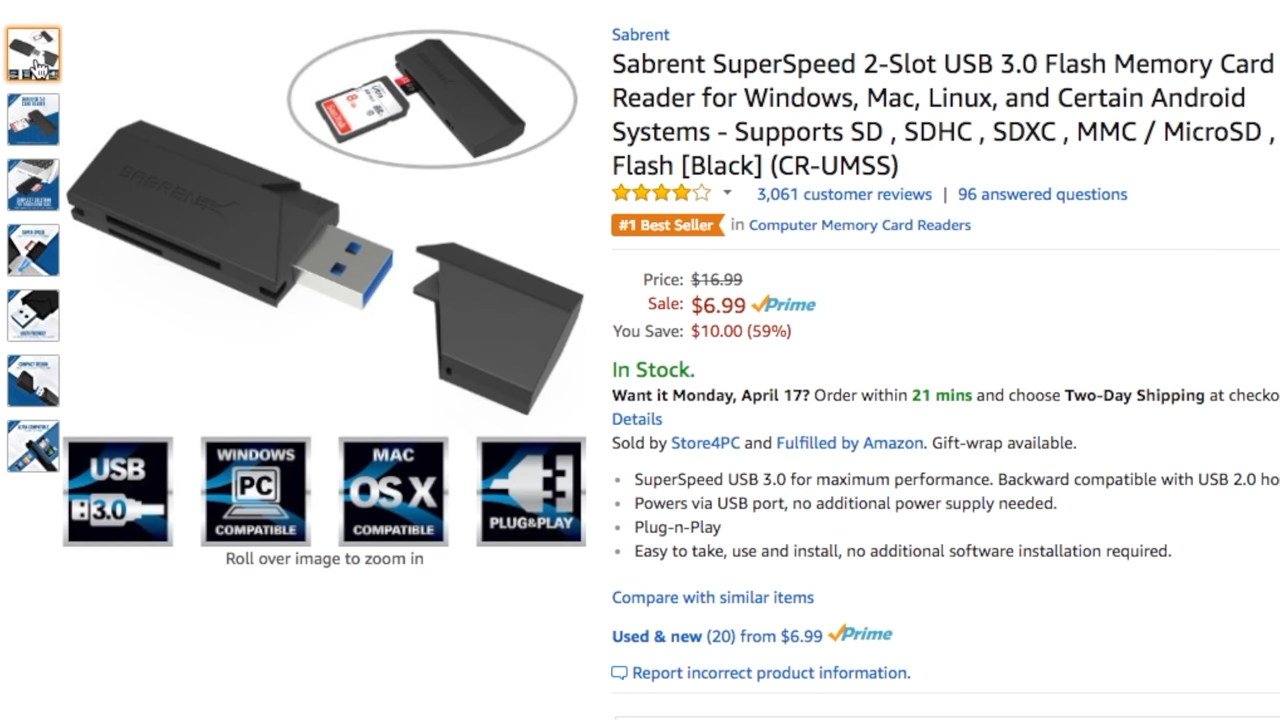 Sabrent
Sabrent SuperSpeed 2-Slot USB 3.0 Flash Memory Card
Reader for Windows, Mac, Linux, and Certain Android
Systems - Supports SD , SDHC , SDXC , MMC / MicroSD ,
Flash [Black] (CR-UMSS)
3,061 customer reviews | 96 answered questions
#1 Best Seller in Computer Memory Card Readers
Price: $16.99
Sale: $6.99 Prime
You Save: $10.00 (59%)
In Stock.
Want it Monday, April 17? Order within 21 mins and choose Two-Day Shipping at checko
Details
Sold by Store4PC and Fulfilled by Amazon. Gift-wrap available.
SuperSpeed USB 3.0 for maximum performance. Backward compatible with USB 2.0 ho
Powers via USB port, no additional power supply needed.
Plug-n-Play
Easy to take, use and install, no additional software installation required.
Compare with similar items
Used & new (20) from $6.99 Prime
Report incorrect product information.
SABRENT
SanDisk
Ultra
8
USB
3.0
WINDOWS
PC
COMPATIBLE
MAC
OS X
COMPATIBLE
PLUG&PLAY
Roll over image to zoom in